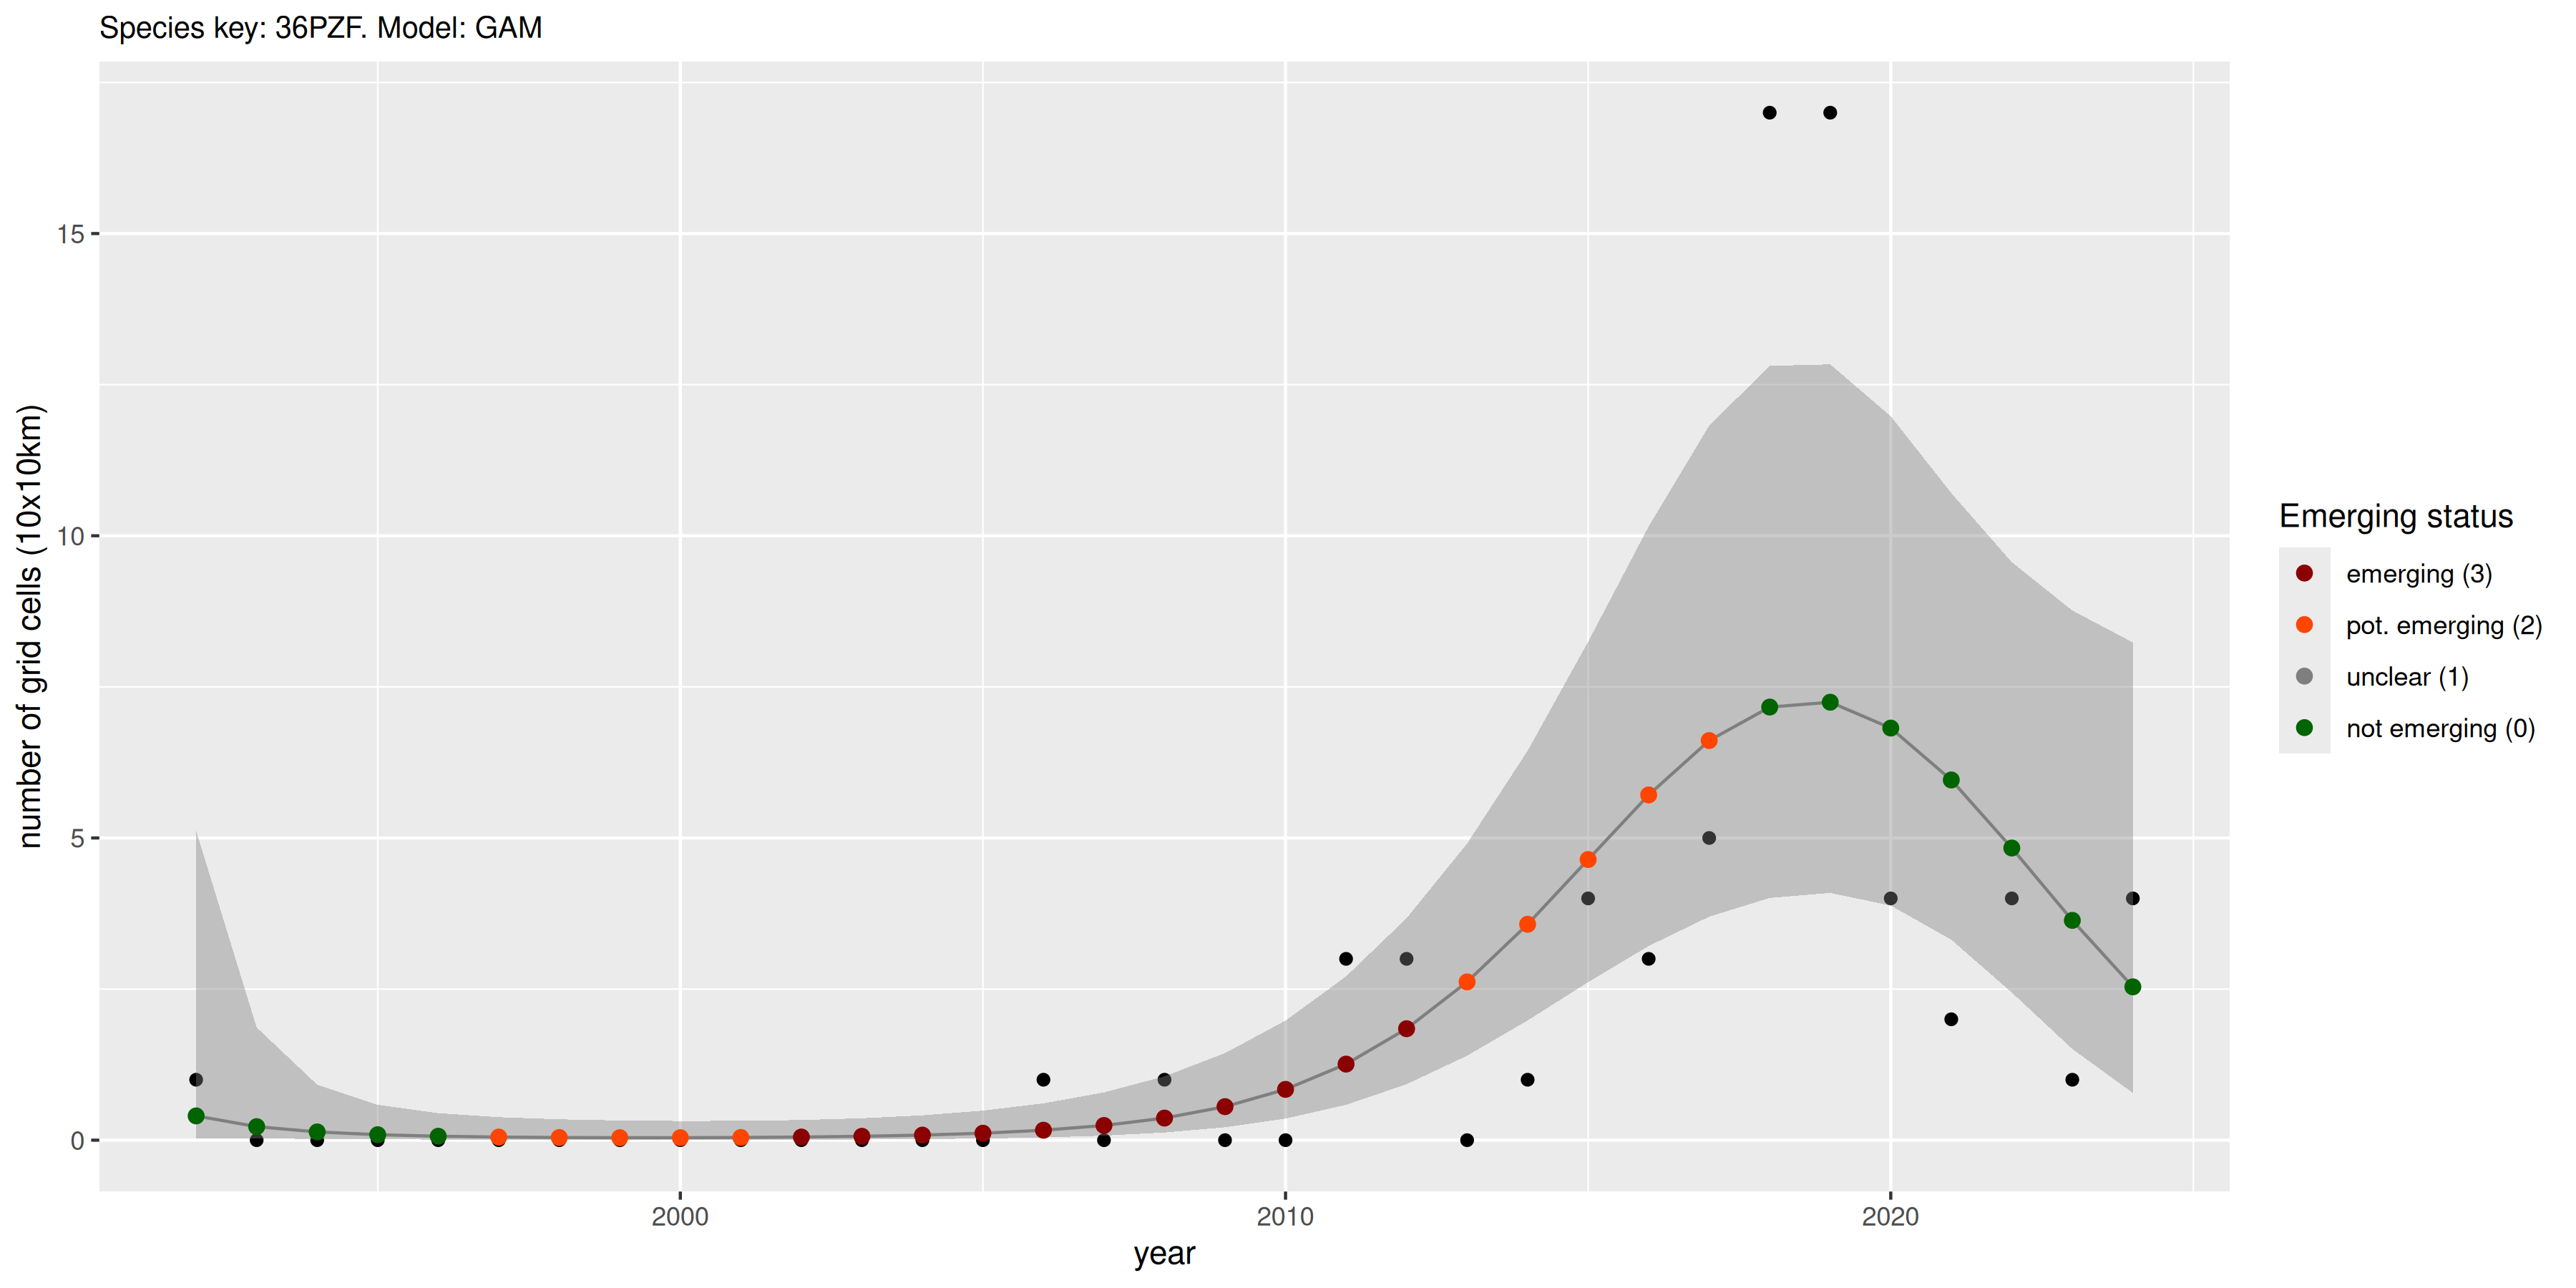 Species key: 36PZF. Model: GAM
number of grid cells (10x10km)
15
10
5
0
2000
2010
2020
year
Emerging status
emerging (3)
pot. emerging (2)
unclear (1)
not emerging (0)